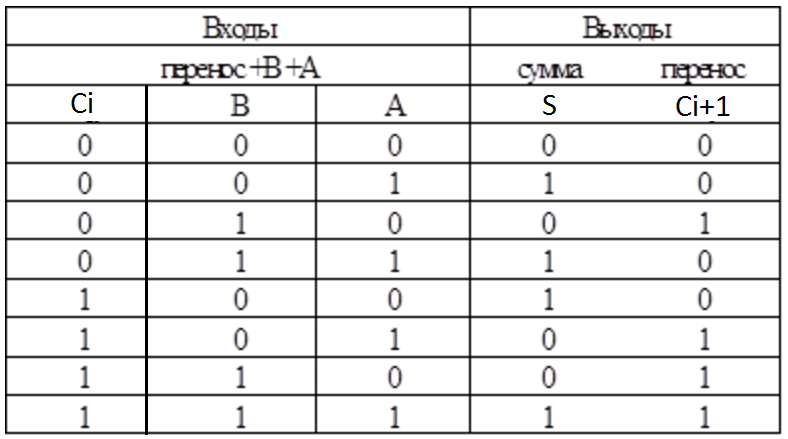 Входы Выходы
перенос +В +А сумма перенос
Ci В А S Ci+1
0 0 0 0 0
0 0 1 1 0
0 1 0 0 1
0 1 1 1 0
1 0 0 1 0
1 0 1 0 1
1 1 0 0 1
1 1 1 1 1